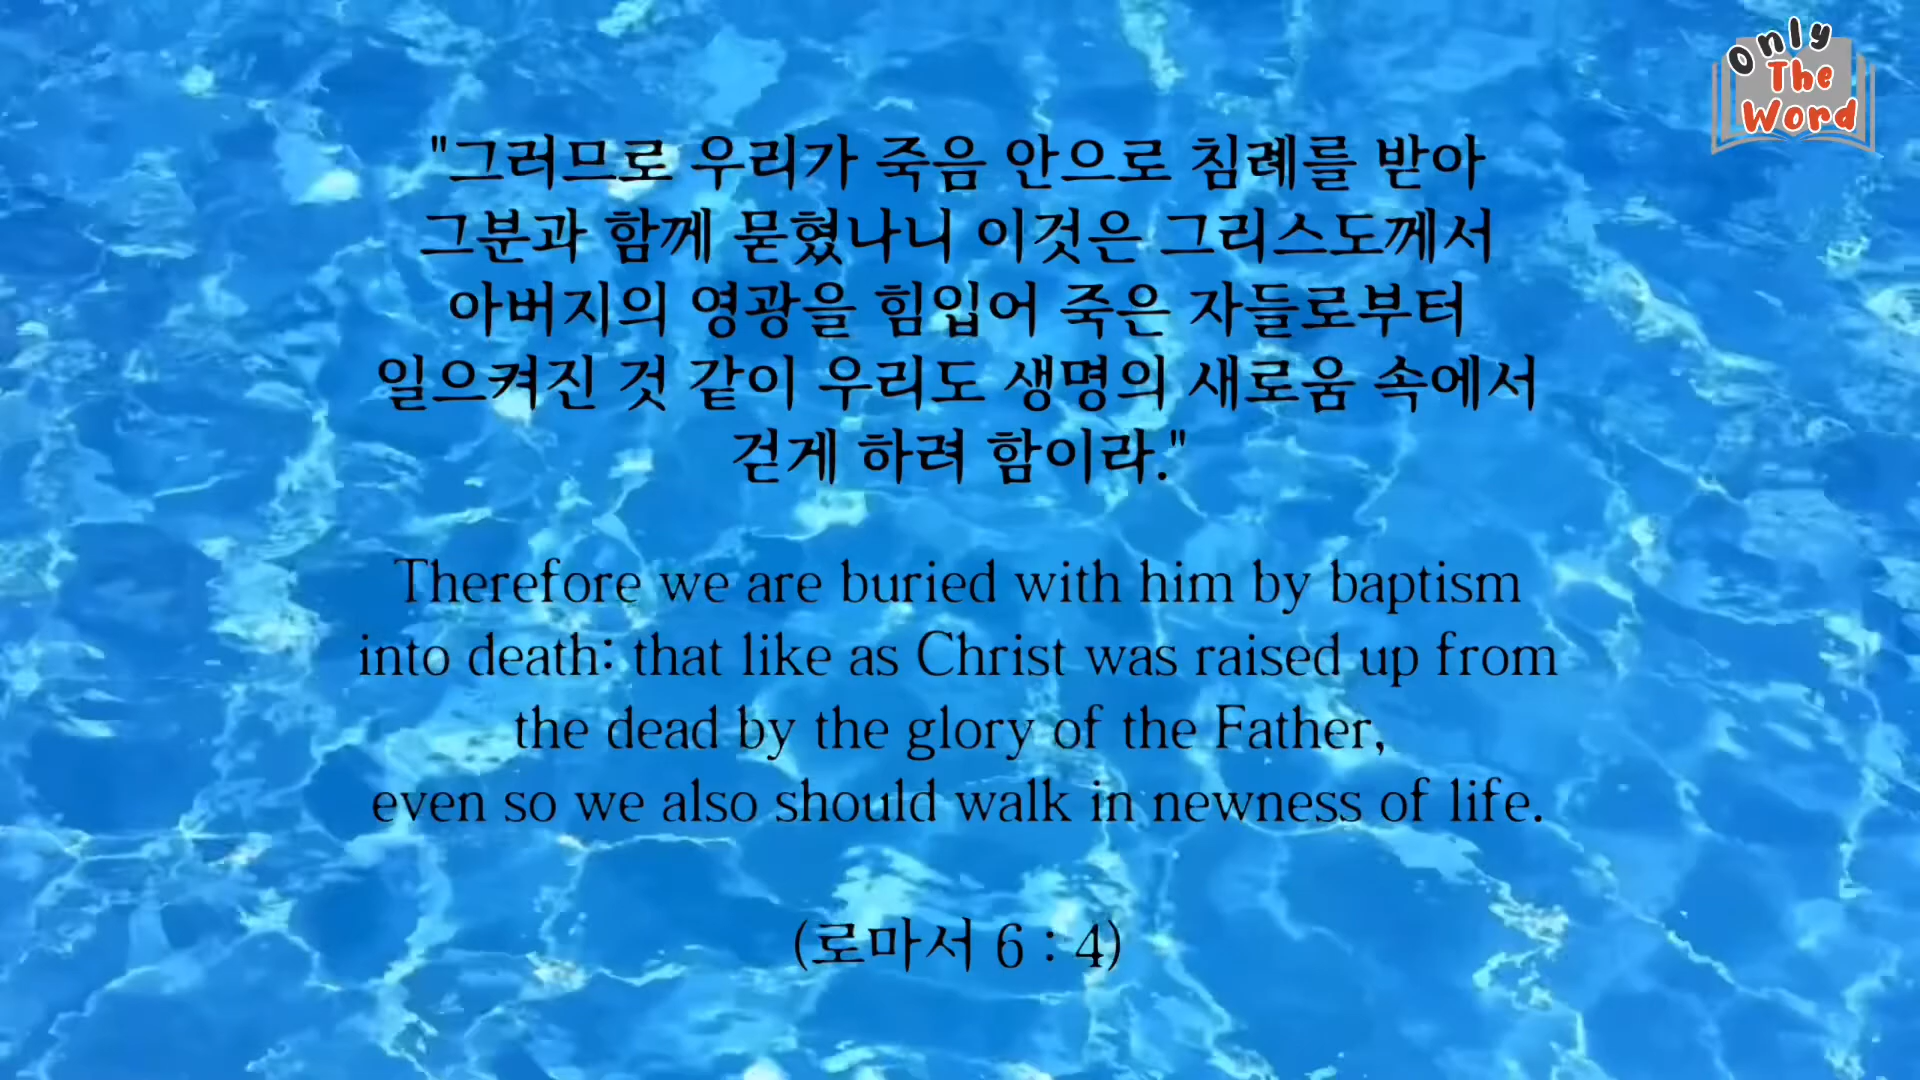 Only
The
Word
"그러므로 우리가 죽음 안으로 침례를 받아
그분과 함께 묻혔나니 이것은 그리스도께서
아버지의 영광을 힘입어 죽은 자들로부터
일으켜진 것 같이 우리도 생명의 새로움 속에서
걷게 하려 함이라."
Therefore we are buried with him by baptism
into death: that like as Christ was raised up from
the dead by the glory of the Father,
even so we also should walk in newness of life.
(로마서 6 : 4)